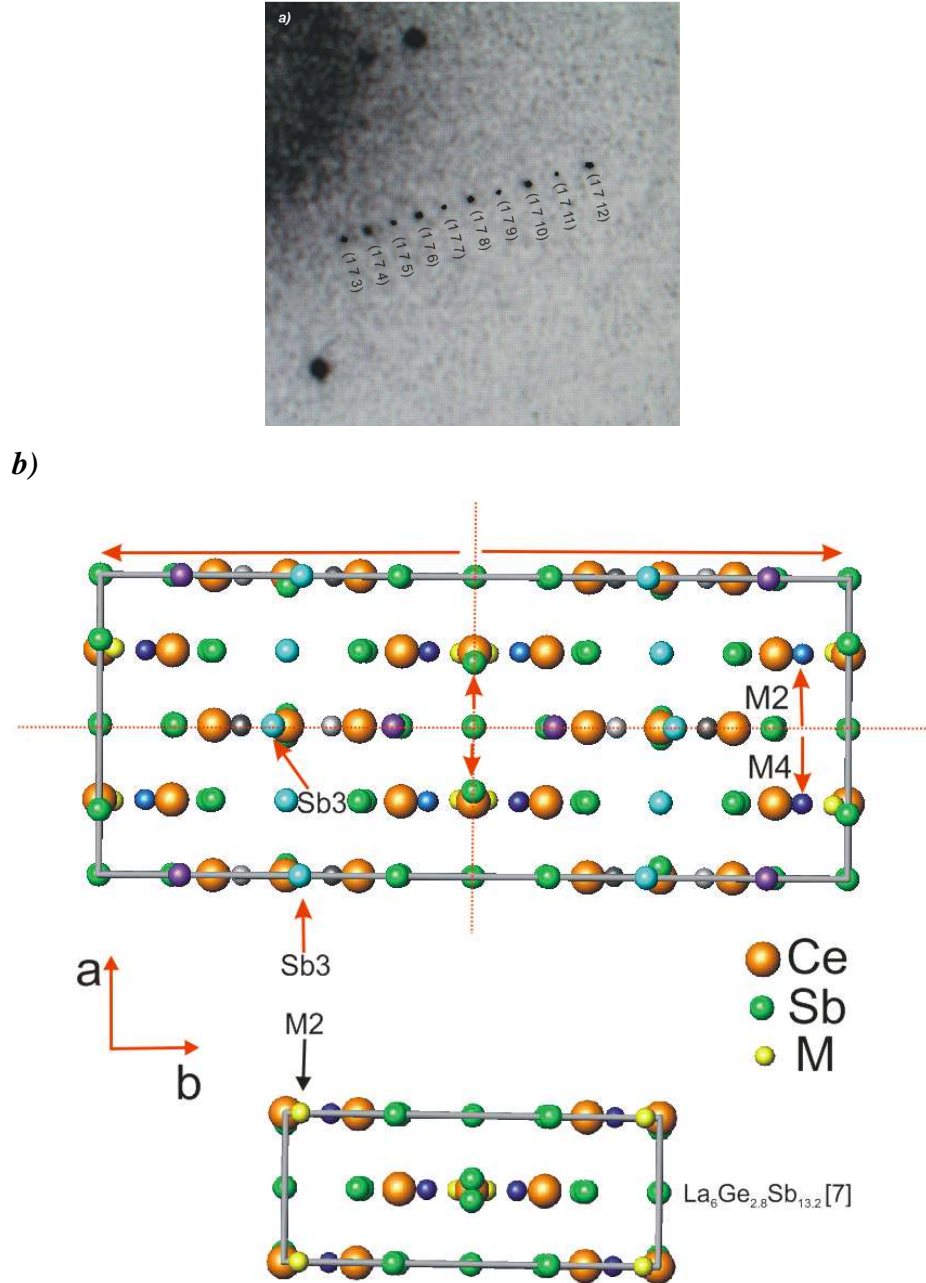 a)
(1 7 3)
(1 7 4)
(1 7 5)
(1 7 6)
(1 7 7)
(1 7 8)
(1 7 9)
(1 7 10)
(1 7 11)
(1 7 12)
b)
M2
M4
Sb3
Sb3
a
b
Ce
Sb
M
M2
La6Ge2.8Sb13.2 [7]